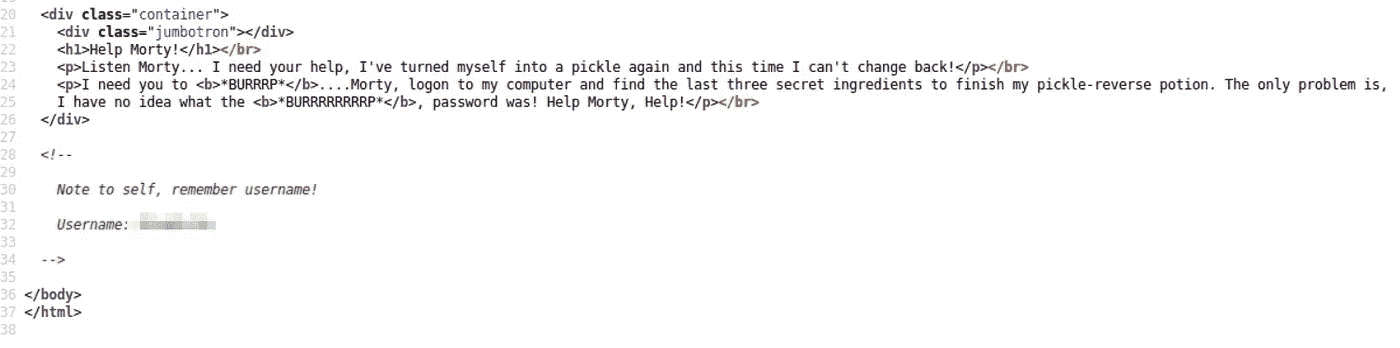 20 <div class="container">
21 <div class="jumbotron"></div>
22 <h1>Help Morty!</h1></br>
23 <p>Listen Morty... I need your help, I've turned myself into a pickle again and this time I can't change back!</p></br>
24 <p>I need you to <b>*BURRRP*</b>....Morty, logon to my computer and find the last three secret ingredients to finish my pickle-reverse potion. The only problem is,
25 I have no idea what the <b>*BURRRRRRRRP*</b>, password was! Help Morty, Help!</p></br>
26 </div>
27
28 <!--
29
30 Note to self, remember username!
31
32 Username:
33
34 -->
35
36 </body>
37 </html>
38